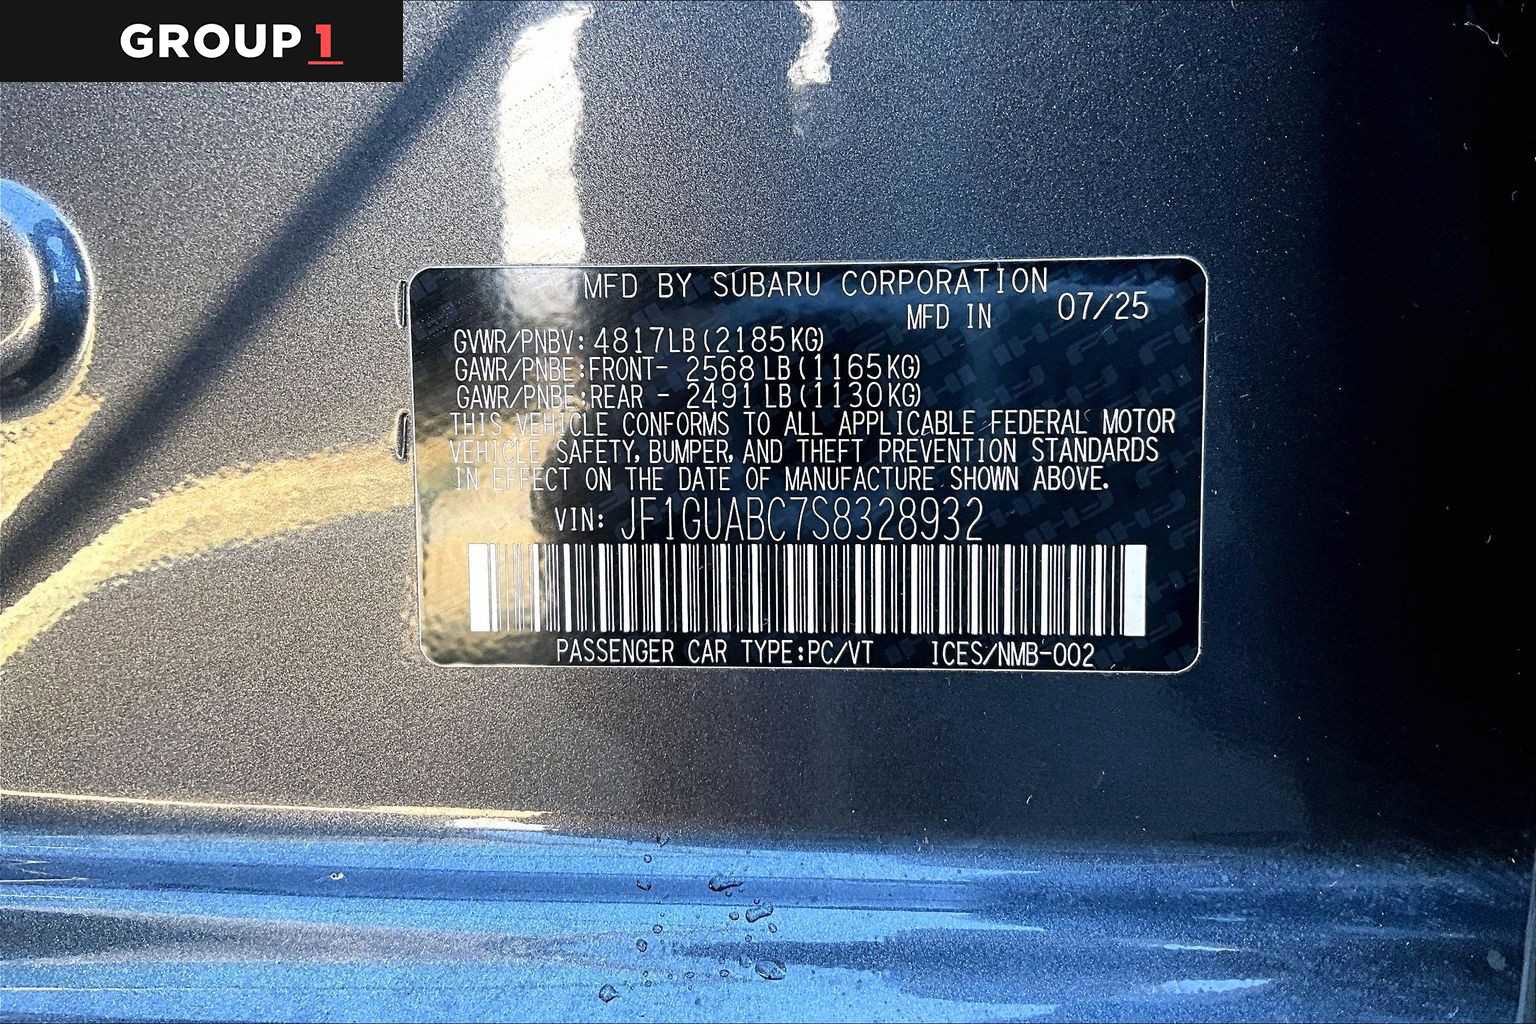 GROUP 1
MFD BY SUBARU CORPORATION
MFD IN 07/25
GVWR/PNBV: 4817LB (2185KG)
GAWR/PNBE:FRONT- 2568 LB (1165KG)
GAWR/PNBE:REAR - 2491 LB (1130KG)
THIS VEHICLE CONFORMS TO ALL APPLICABLE FEDERAL MOTOR
VEHICLE SAFETY, BUMPER, AND THEFT PREVENTION STANDARDS
IN EFFECT ON THE DATE OF MANUFACTURE SHOWN ABOVE.
VIN: JF1GUABC7S8328932
PASSENGER CAR TYPE:PC/VT ICES/NMB-002